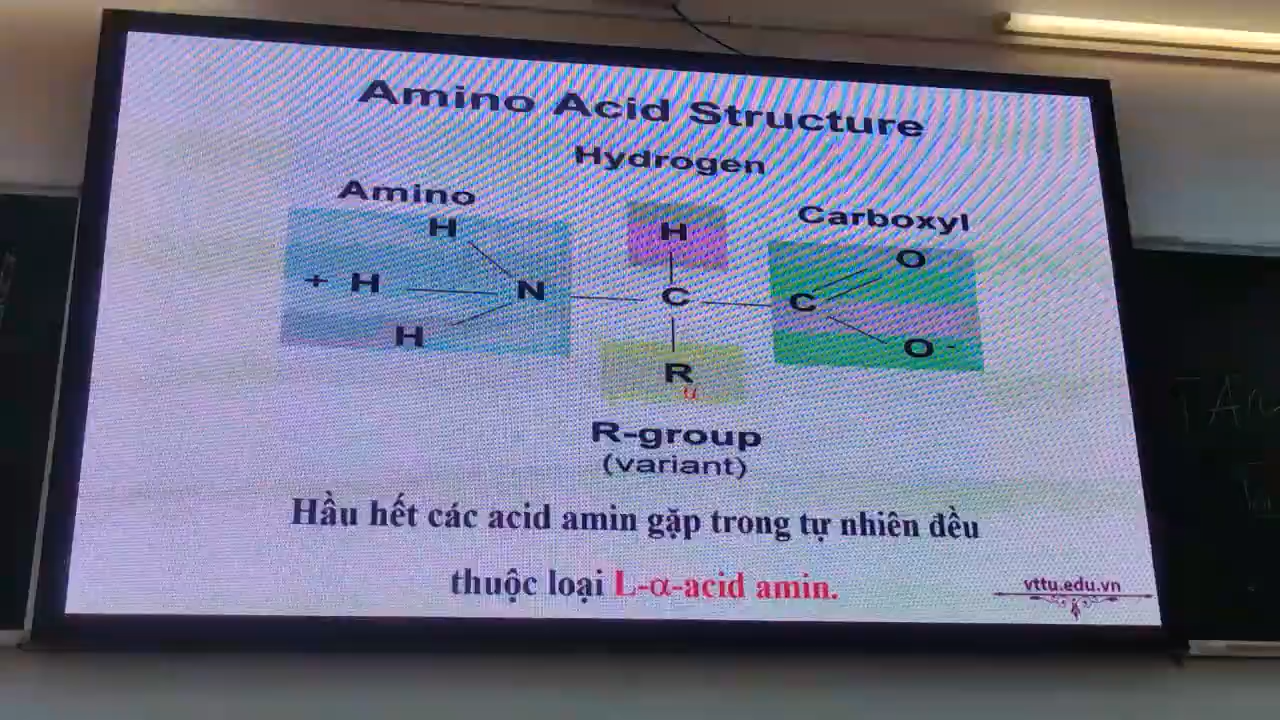 Amino Acid Structure
Hydrogen
Amino
Carboxyl
H
H
O
+ H
N
C
C
H
O -
R
R-group
(variant)
Hầu hết các acid amin gặp trong tự nhiên đều
thuộc loại L-α-acid amin.
vttu.edu.vn